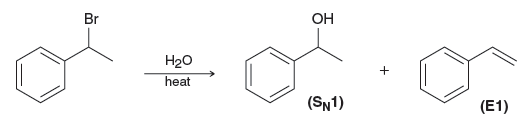 Br
H2O
heat
OH
(SN1)
+
(E1)